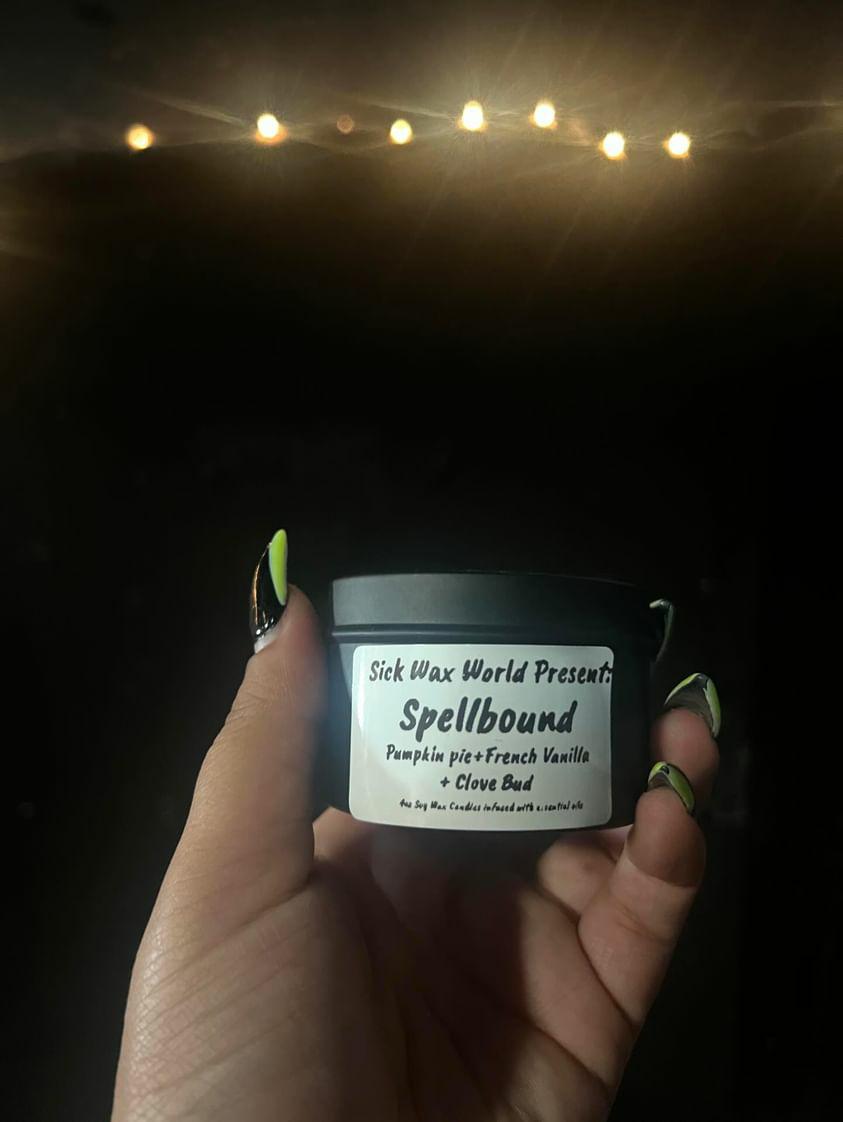 Sick Wax World Present:
Spellbound
Pumpkin pie+French Vanilla
+ Clove Bud
4oz Soy Wax Candles infused with essential oils